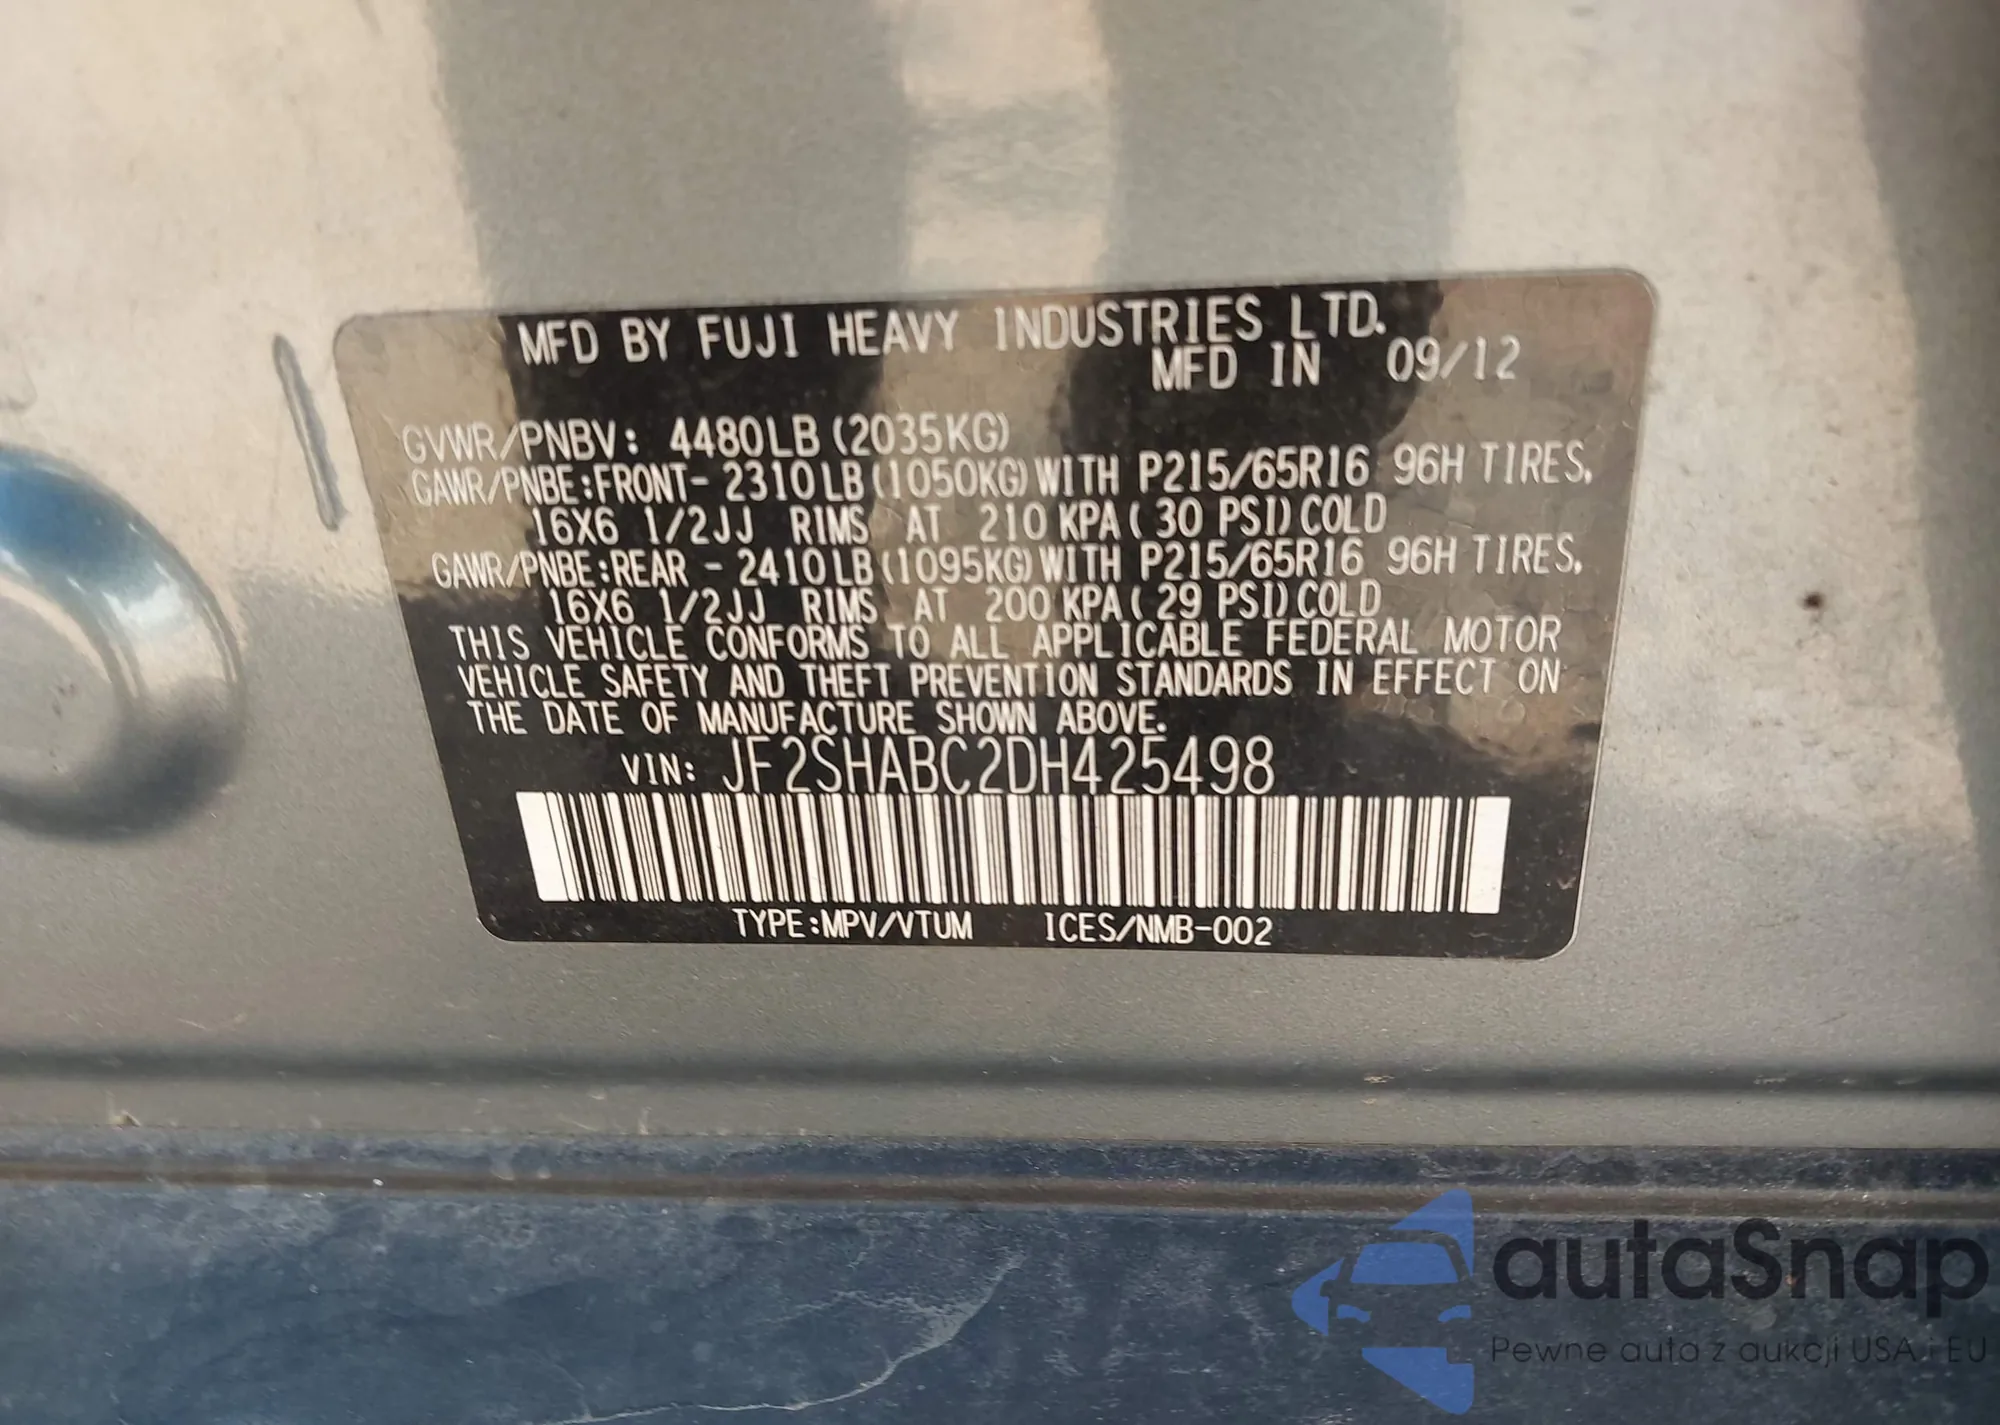 MFD BY FUJI HEAVY INDUSTRIES LTD.
MFD IN 09/12
GVWR/PNBV: 4480LB (2035KG)
GAWR/PNBE:FRONT- 2310LB(1050KG)WITH P215/65R16 96H TIRES,
16X6 1/2JJ RIMS AT 210 KPA( 30 PSI)COLD
GAWR/PNBE:REAR - 2410LB(1095KG)WITH P215/65R16 96H TIRES,
16X6 1/2JJ RIMS AT 200 KPA( 29 PSI)COLD
THIS VEHICLE CONFORMS TO ALL APPLICABLE FEDERAL MOTOR
VEHICLE SAFETY AND THEFT PREVENTION STANDARDS IN EFFECT ON
THE DATE OF MANUFACTURE SHOWN ABOVE.
VIN: JF2SHABC2DH425498
TYPE:MPV/VTUM ICES/NMB-002
autaSnap
Pewne auta z aukcji USA i EU